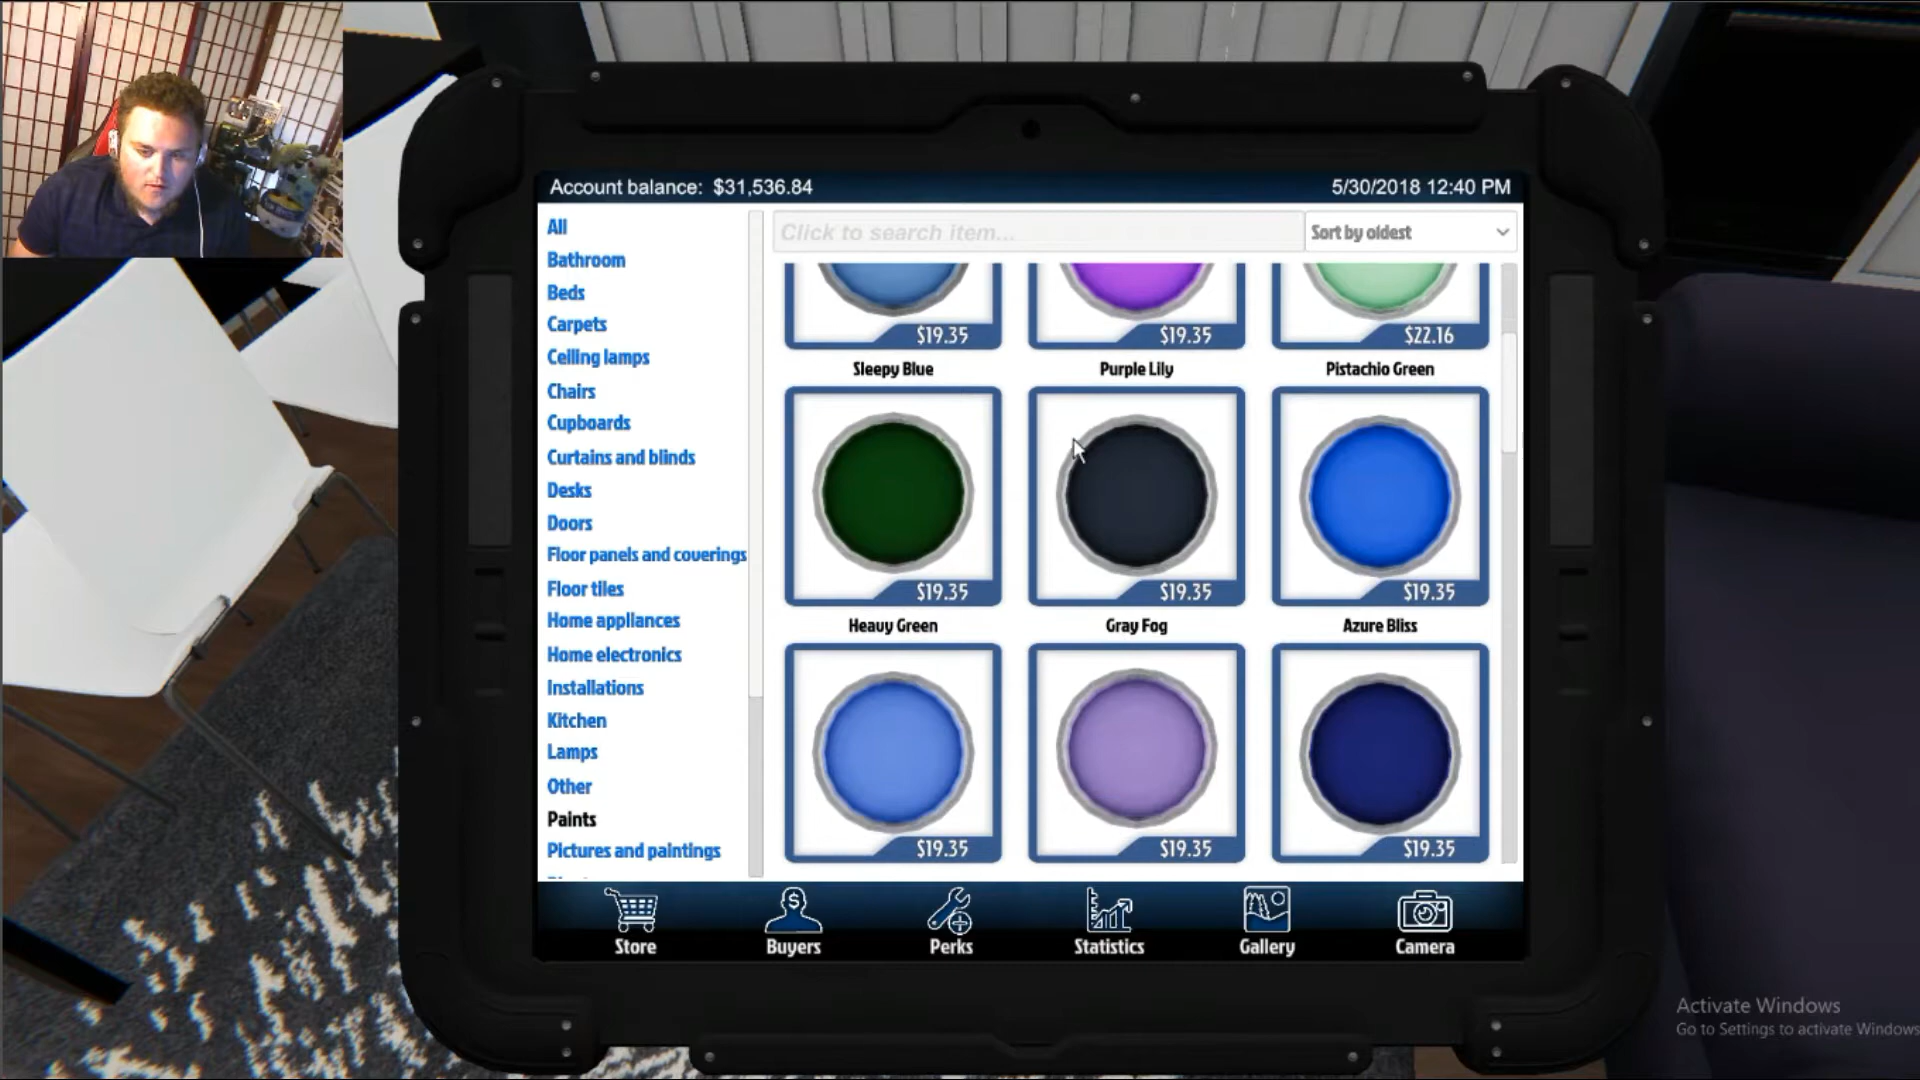 Account balance: $31,536.84
5/30/2018 12:40 PM
All
Bathroom
Beds
Carpets
Ceiling lamps
Chairs
Cupboards
Curtains and blinds
Desks
Doors
Floor panels and coverings
Floor tiles
Home appliances
Home electronics
Installations
Kitchen
Lamps
Other
Paints
Pictures and paintings
Click to search item...
Sort by oldest
$19.35
$19.35
$22.16
Sleepy Blue
Purple Lily
Pistachio Green
$19.35
$19.35
$19.35
Heavy Green
Gray Fog
Azure Bliss
$19.35
$19.35
$19.35
Store
Buyers
Perks
Statistics
Gallery
Camera
Activate Windows
Go to Settings to activate Windows